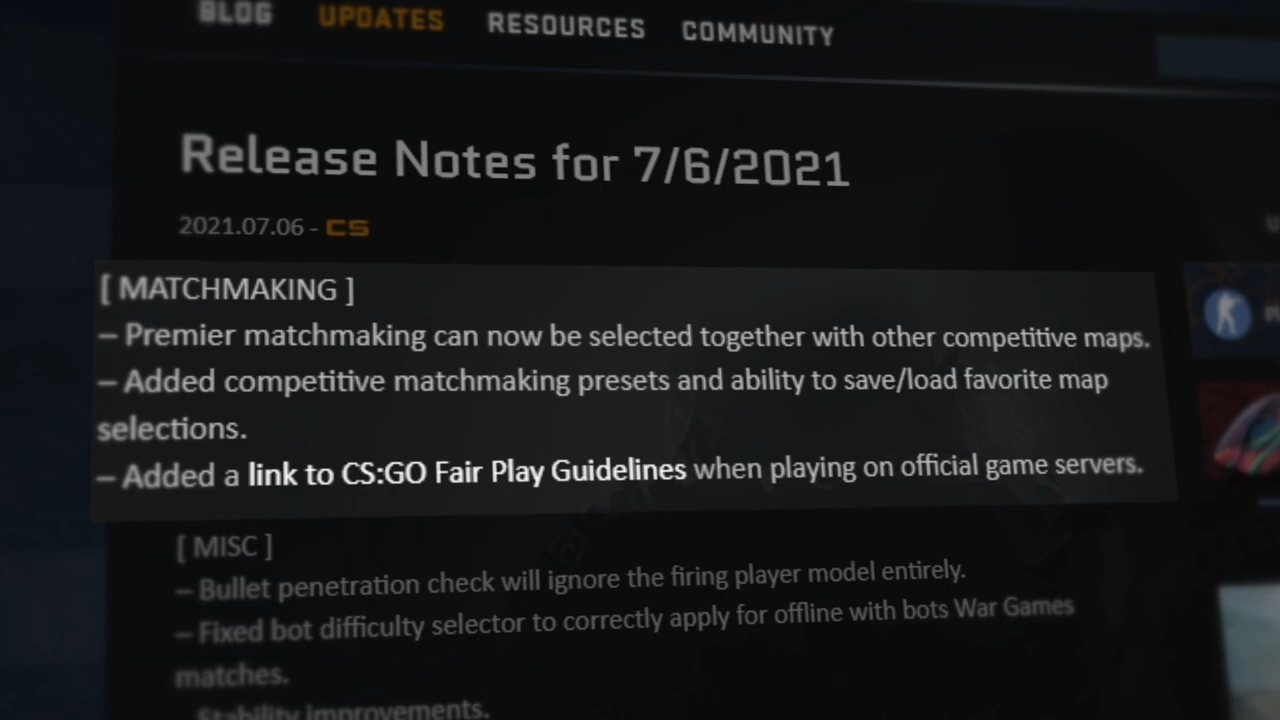 BLOG UPDATES RESOURCES COMMUNITY
Release Notes for 7/6/2021
2021.07.06 - CS
[ MATCHMAKING ]
– Premier matchmaking can now be selected together with other competitive maps.
– Added competitive matchmaking presets and ability to save/load favorite map
selections.
– Added a link to CS:GO Fair Play Guidelines when playing on official game servers.
[ MISC ]
– Bullet penetration check will ignore the firing player model entirely.
– Fixed bot difficulty selector to correctly apply for offline with bots War Games
matches.
– Stability improvements.